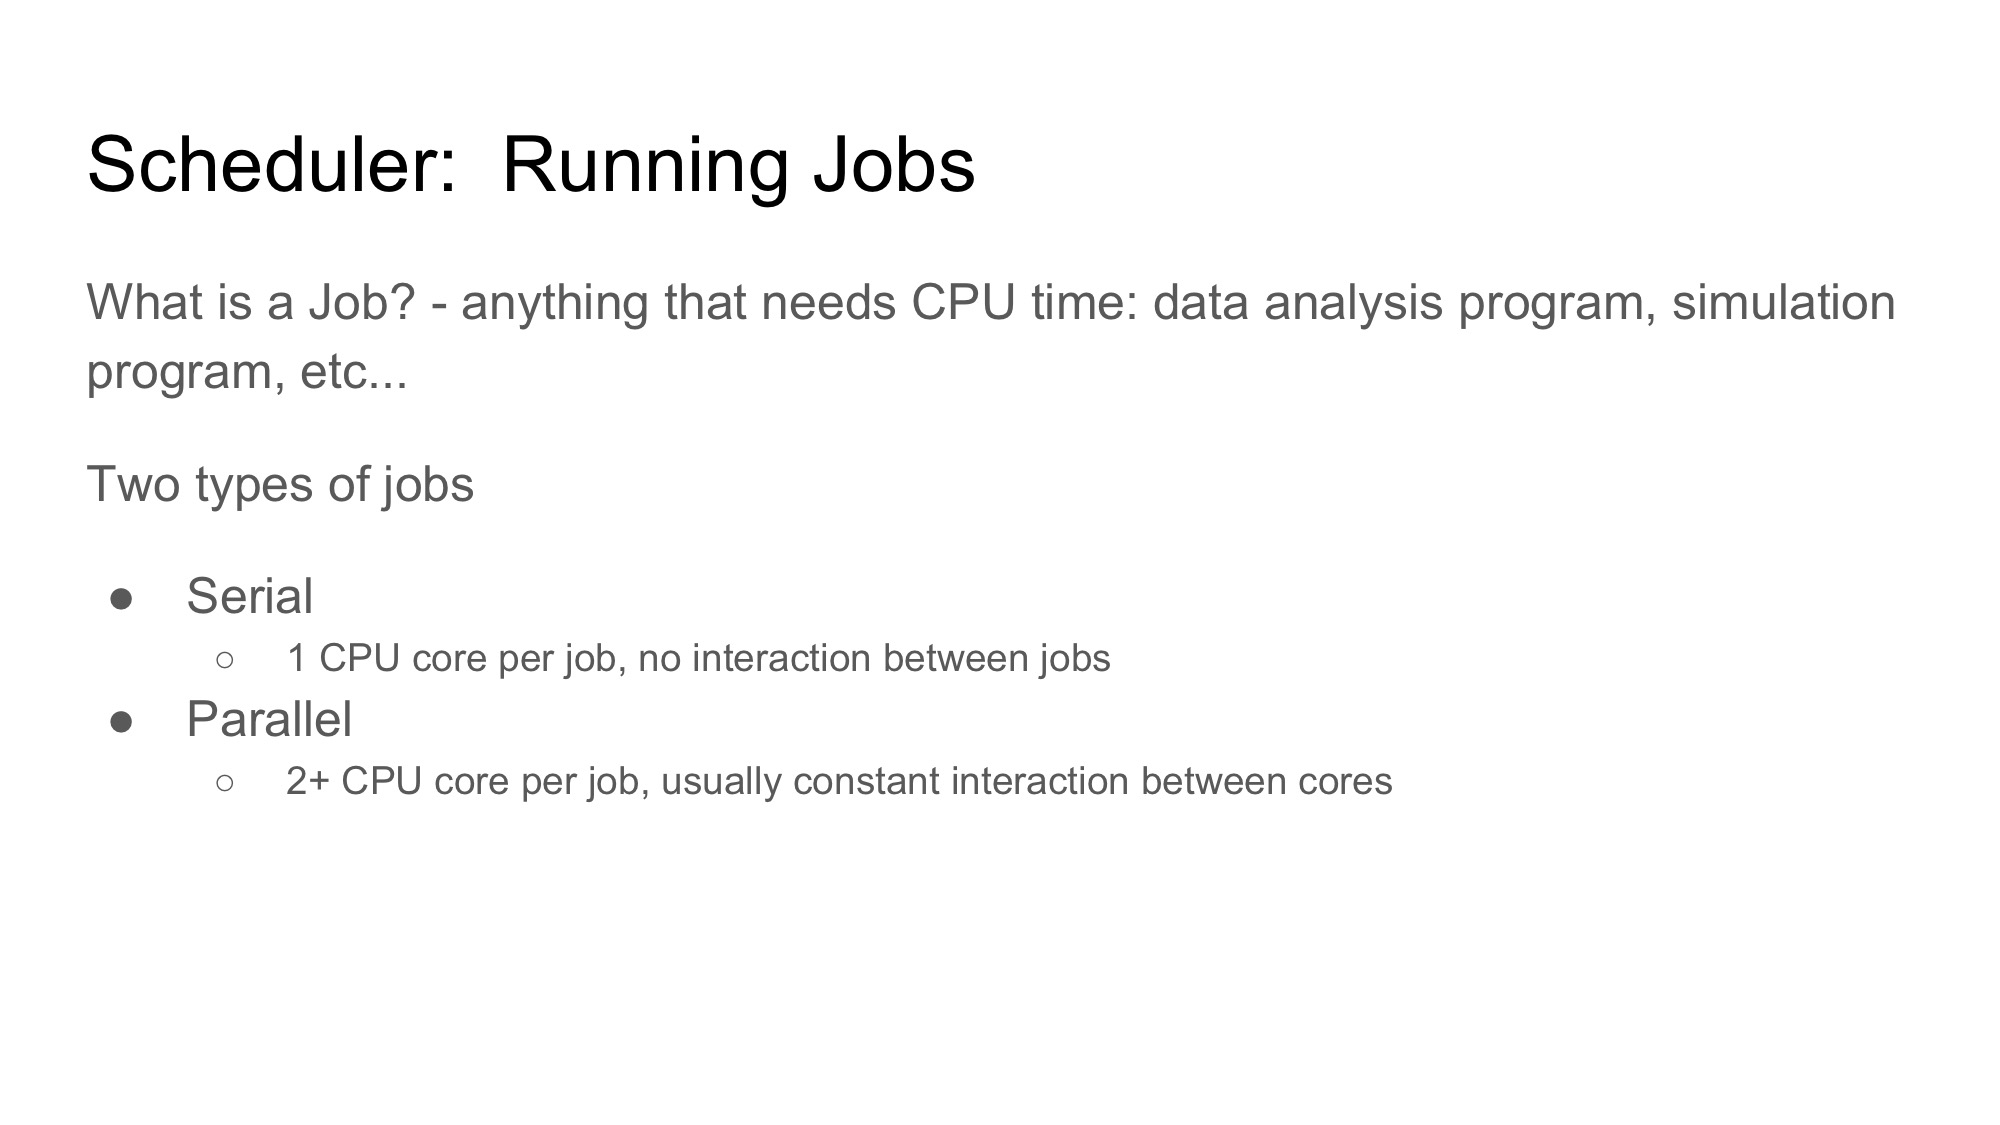 Scheduler:  Running Jobs
What is a Job? - anything that needs CPU time: data analysis program, simulation
program, etc...
Two types of jobs
● Serial
○ 1 CPU core per job, no interaction between jobs
● Parallel
○ 2+ CPU core per job, usually constant interaction between cores